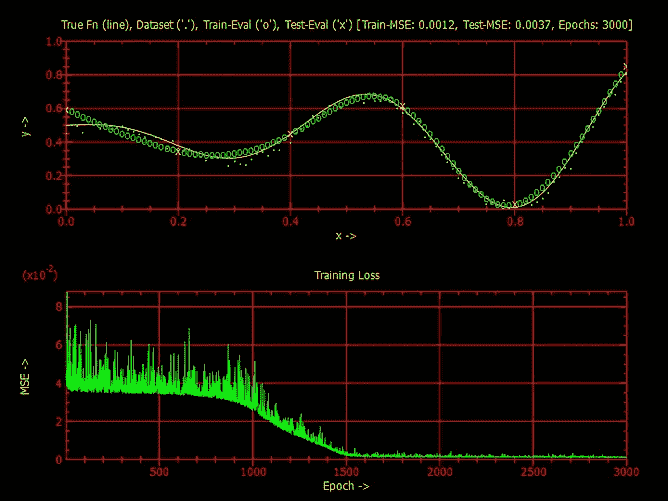 True Fn (line), Dataset ('.'), Train-Eval ('o'), Test-Eval ('x') [Train-MSE: 0.0012, Test-MSE: 0.0037, Epochs: 3000]
1.0
0.8
0.6
0.4
0.2
0.0
y ->
0.0 0.2 0.4 0.6 0.8 1.0
x ->
Training Loss
(x10-2)
8
6
4
2
0
MSE ->
500 1000 1500 2000 2500 3000
Epoch ->